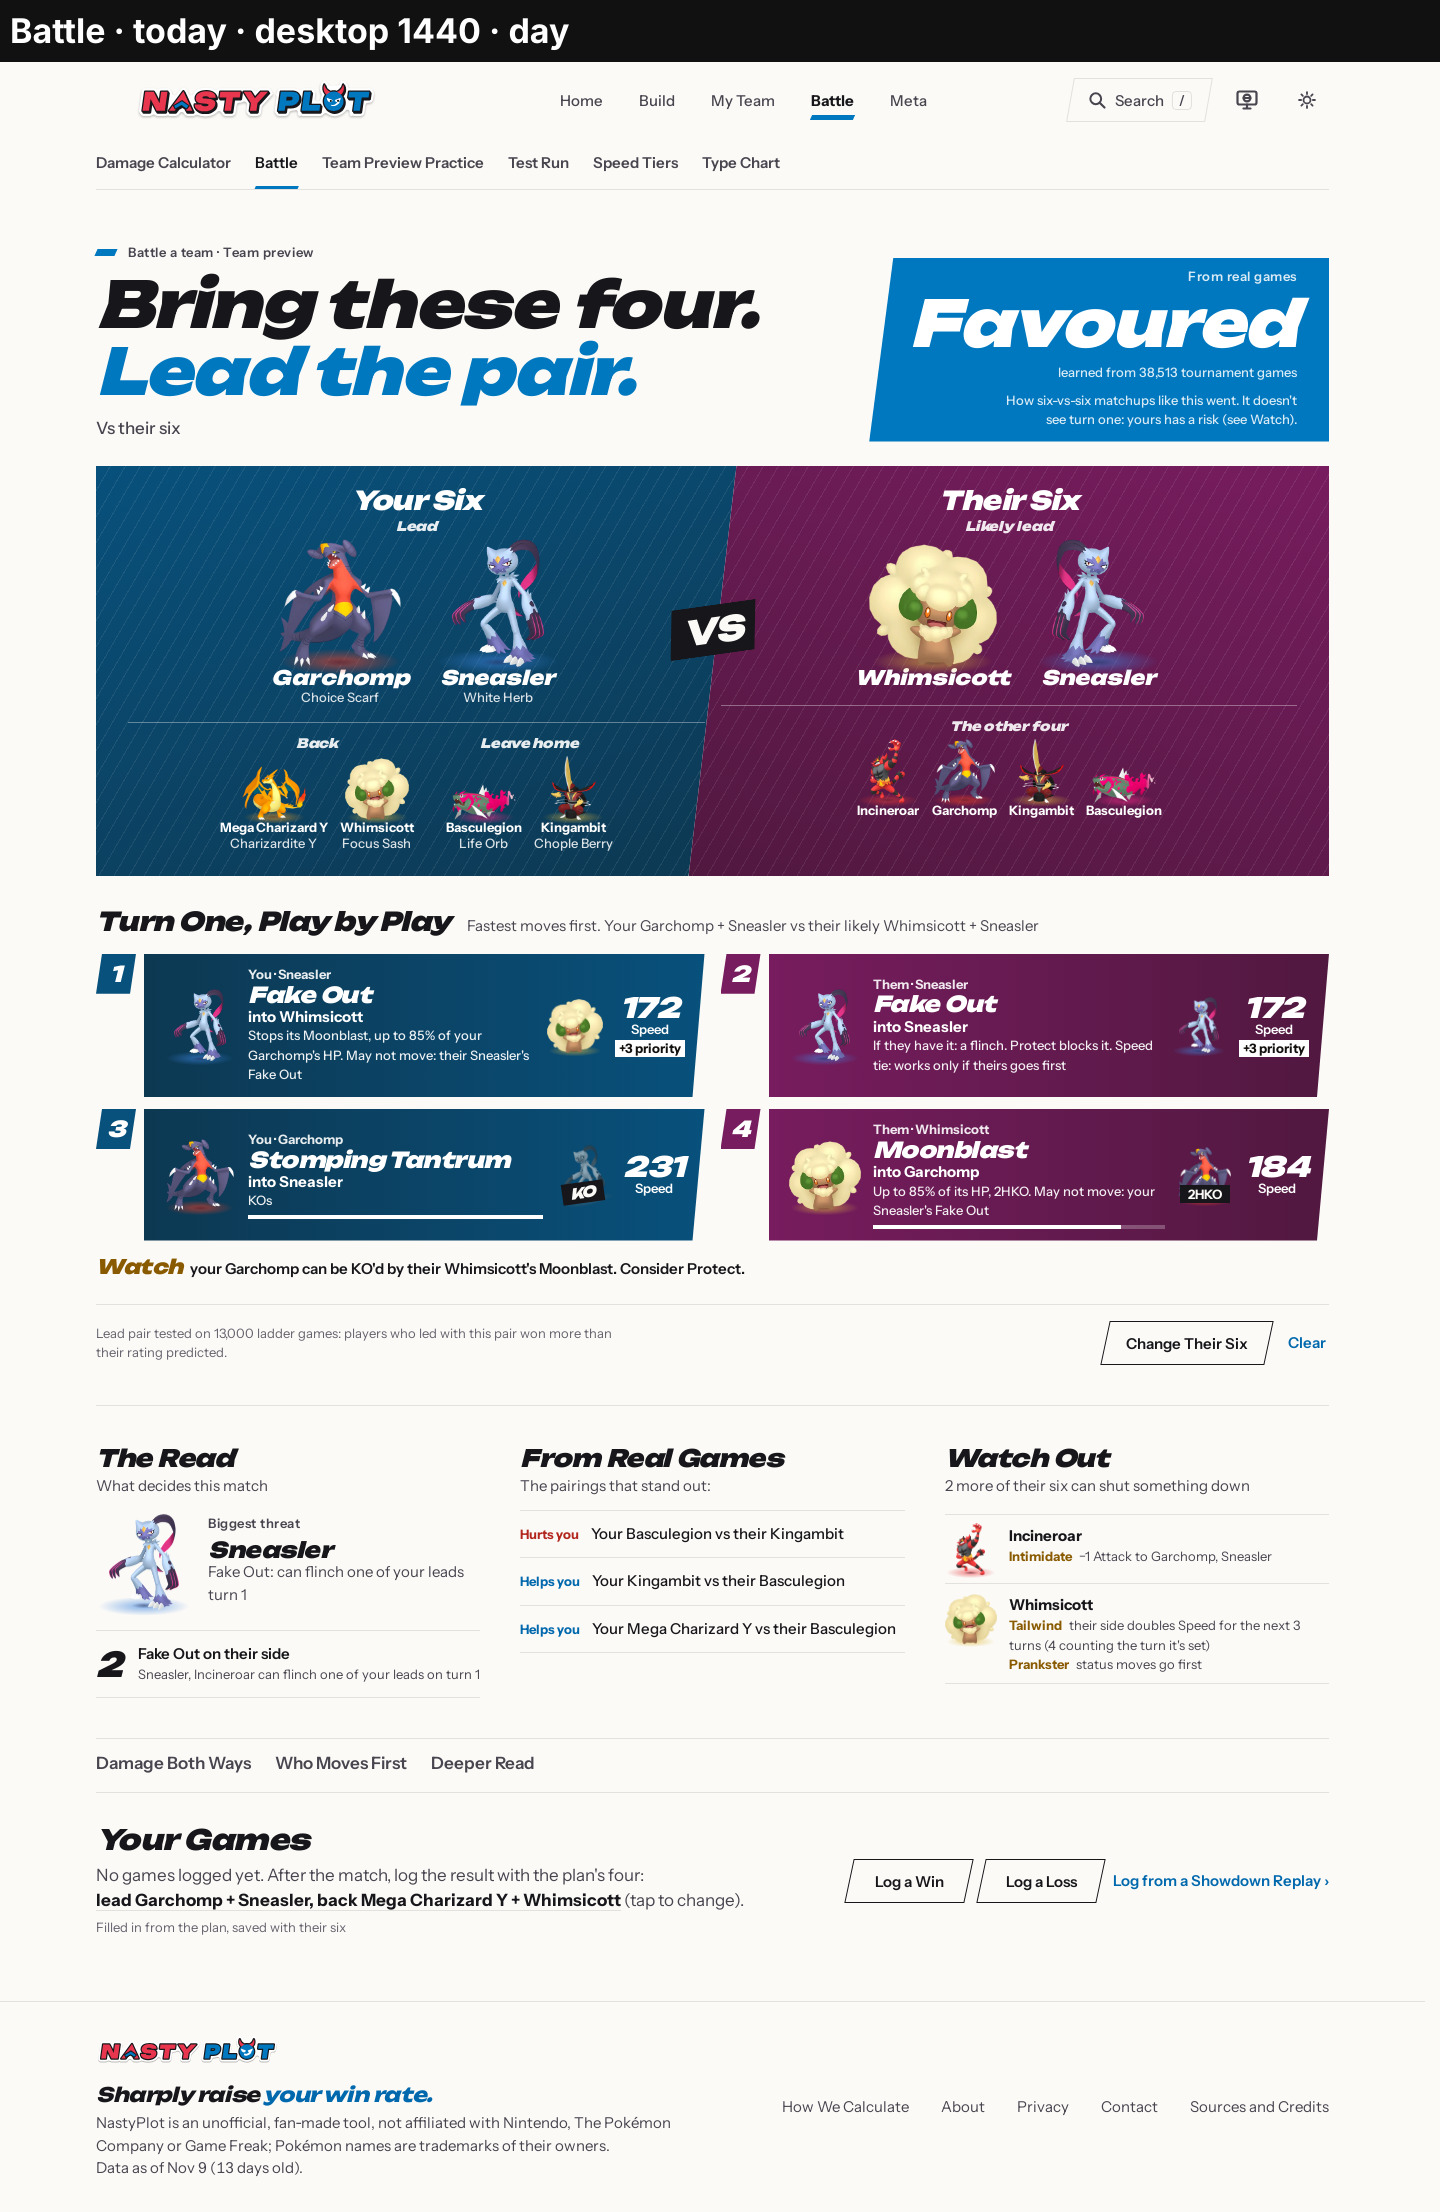 Battle · today · desktop 1440 · day
NASTY PLOT
Home
Build
My Team
Battle
Meta
Search /
Damage Calculator
Battle
Team Preview Practice
Test Run
Speed Tiers
Type Chart
Battle a team · Team preview
Bring these four.
Lead the pair.
Vs their six
From real games
Favoured
learned from 38,513 tournament games
How six-vs-six matchups like this went. It doesn't
see turn one: yours has a risk (see Watch).
Your Six
Lead
Garchomp
Choice Scarf
Sneasler
White Herb
Back
Mega Charizard Y
Charizardite Y
Whimsicott
Focus Sash
Leave home
Basculegion
Life Orb
Kingambit
Chople Berry
VS
Their Six
Likely lead
Whimsicott
Sneasler
The other four
Incineroar
Garchomp
Kingambit
Basculegion
Turn One, Play by Play
Fastest moves first. Your Garchomp + Sneasler vs their likely Whimsicott + Sneasler
1
You · Sneasler
Fake Out
into Whimsicott
Stops its Moonblast, up to 85% of your
Garchomp's HP. May not move: their Sneasler's
Fake Out
172
Speed
+3 priority
2
Them · Sneasler
Fake Out
into Sneasler
If they have it: a flinch. Protect blocks it. Speed
tie: works only if theirs goes first
172
Speed
+3 priority
3
You · Garchomp
Stomping Tantrum
into Sneasler
KOs
KO
231
Speed
4
Them · Whimsicott
Moonblast
into Garchomp
Up to 85% of its HP, 2HKO. May not move: your
Sneasler's Fake Out
2HKO
184
Speed
Watch your Garchomp can be KO'd by their Whimsicott's Moonblast. Consider Protect.
Lead pair tested on 13,000 ladder games: players who led with this pair won more than
their rating predicted.
Change Their Six
Clear
The Read
What decides this match
Biggest threat
Sneasler
Fake Out: can flinch one of your leads
turn 1
2
Fake Out on their side
Sneasler, Incineroar can flinch one of your leads on turn 1
From Real Games
The pairings that stand out:
Hurts you Your Basculegion vs their Kingambit
Helps you Your Kingambit vs their Basculegion
Helps you Your Mega Charizard Y vs their Basculegion
Watch Out
2 more of their six can shut something down
Incineroar
Intimidate −1 Attack to Garchomp, Sneasler
Whimsicott
Tailwind their side doubles Speed for the next 3
turns (4 counting the turn it's set)
Prankster status moves go first
Damage Both Ways
Who Moves First
Deeper Read
Your Games
No games logged yet. After the match, log the result with the plan's four:
lead Garchomp + Sneasler, back Mega Charizard Y + Whimsicott (tap to change).
Filled in from the plan, saved with their six
Log a Win
Log a Loss
Log from a Showdown Replay ›
NASTY PLOT
Sharply raise your win rate.
NastyPlot is an unofficial, fan-made tool, not affiliated with Nintendo, The Pokémon
Company or Game Freak; Pokémon names are trademarks of their owners.
Data as of Nov 9 (13 days old).
How We Calculate
About
Privacy
Contact
Sources and Credits